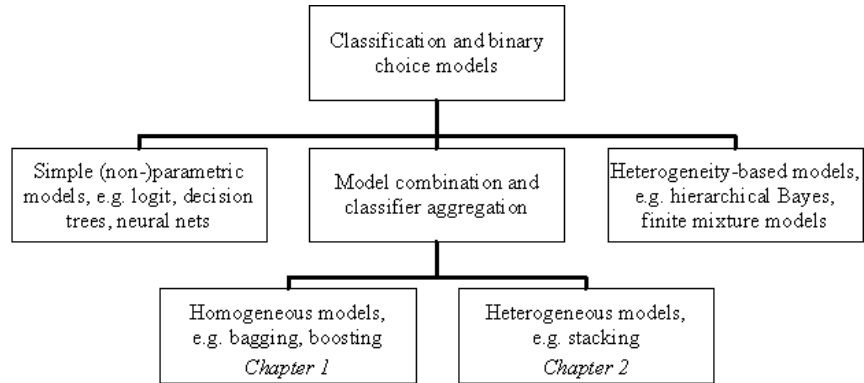 Classification and binary
choice models
Simple (non-)parametric
models, e.g. logit, decision
trees, neural nets
Model combination and
classifier aggregation
Heterogeneity-based models,
e.g. hierarchical Bayes,
finite mixture models
Homogeneous models,
e.g. bagging, boosting
Chapter 1
Heterogeneous models,
e.g. stacking
Chapter 2